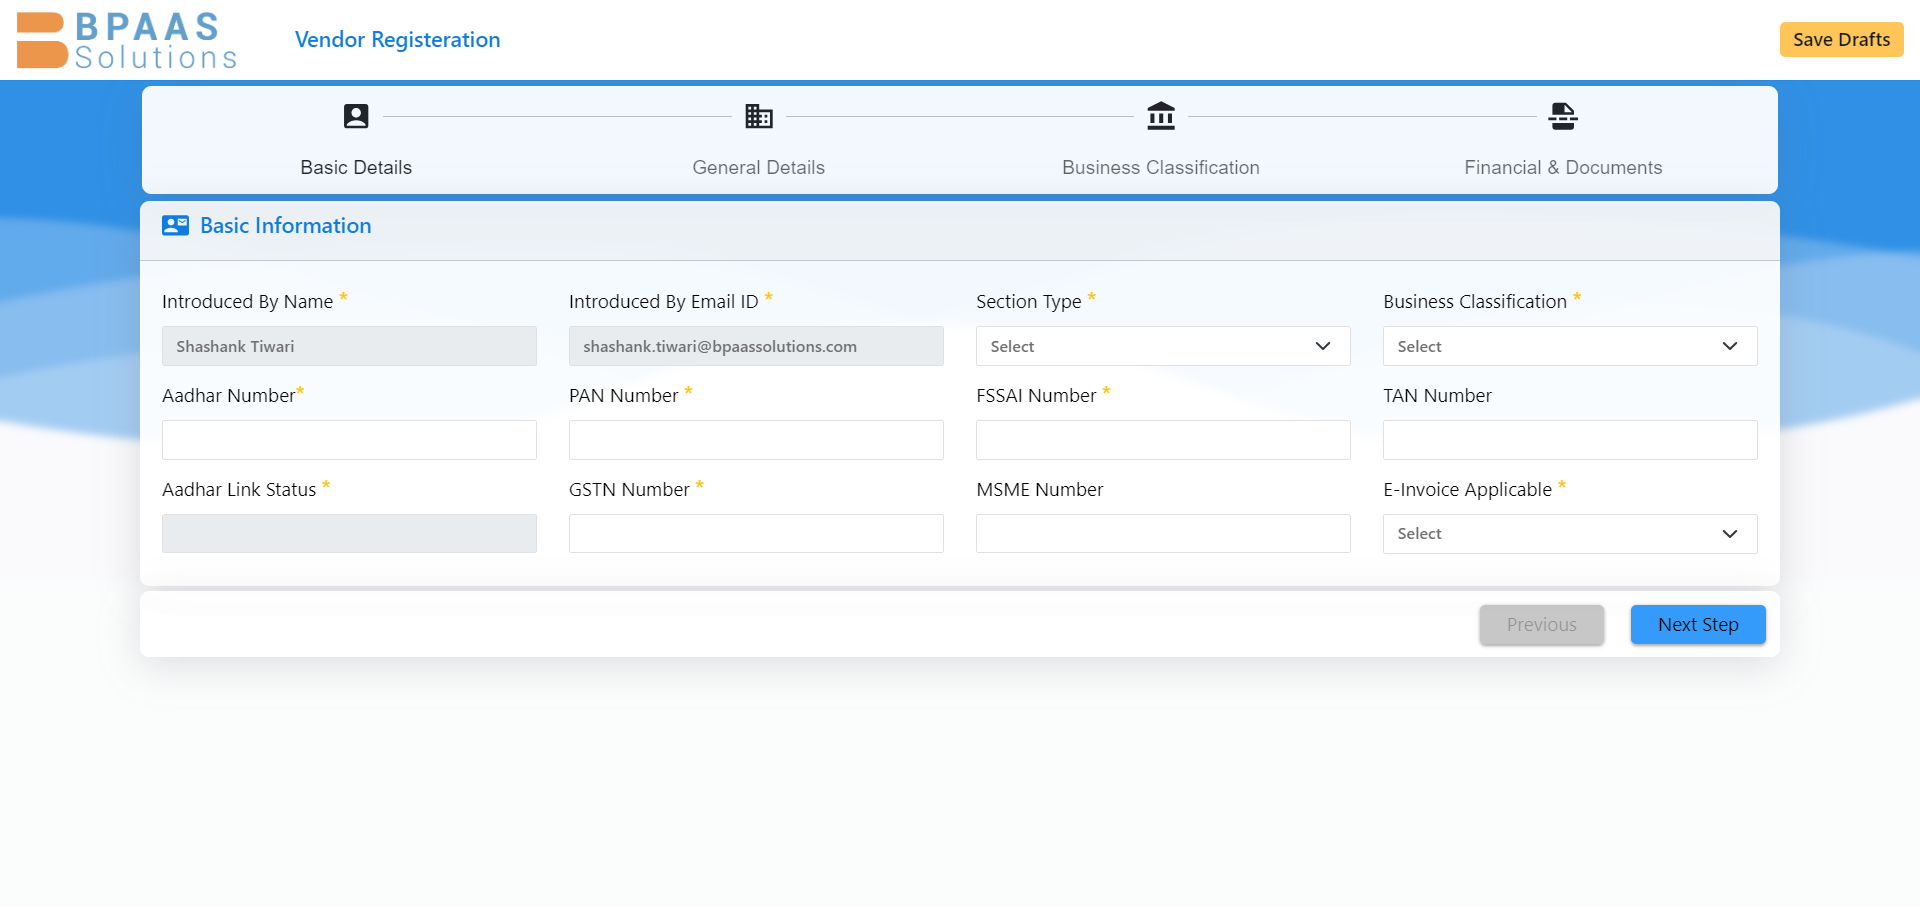 BPAAS
Solutions
Vendor Registeration
Save Drafts
Basic Details
General Details
Business Classification
Financial & Documents
Basic Information
Introduced By Name *
Introduced By Email ID *
Section Type *
Business Classification *
Shashank Tiwari
shashank.tiwari@bpaassolutions.com
Select
Select
Aadhar Number*
PAN Number *
FSSAI Number *
TAN Number
Aadhar Link Status *
GSTN Number *
MSME Number
E-Invoice Applicable *
Select
Previous
Next Step